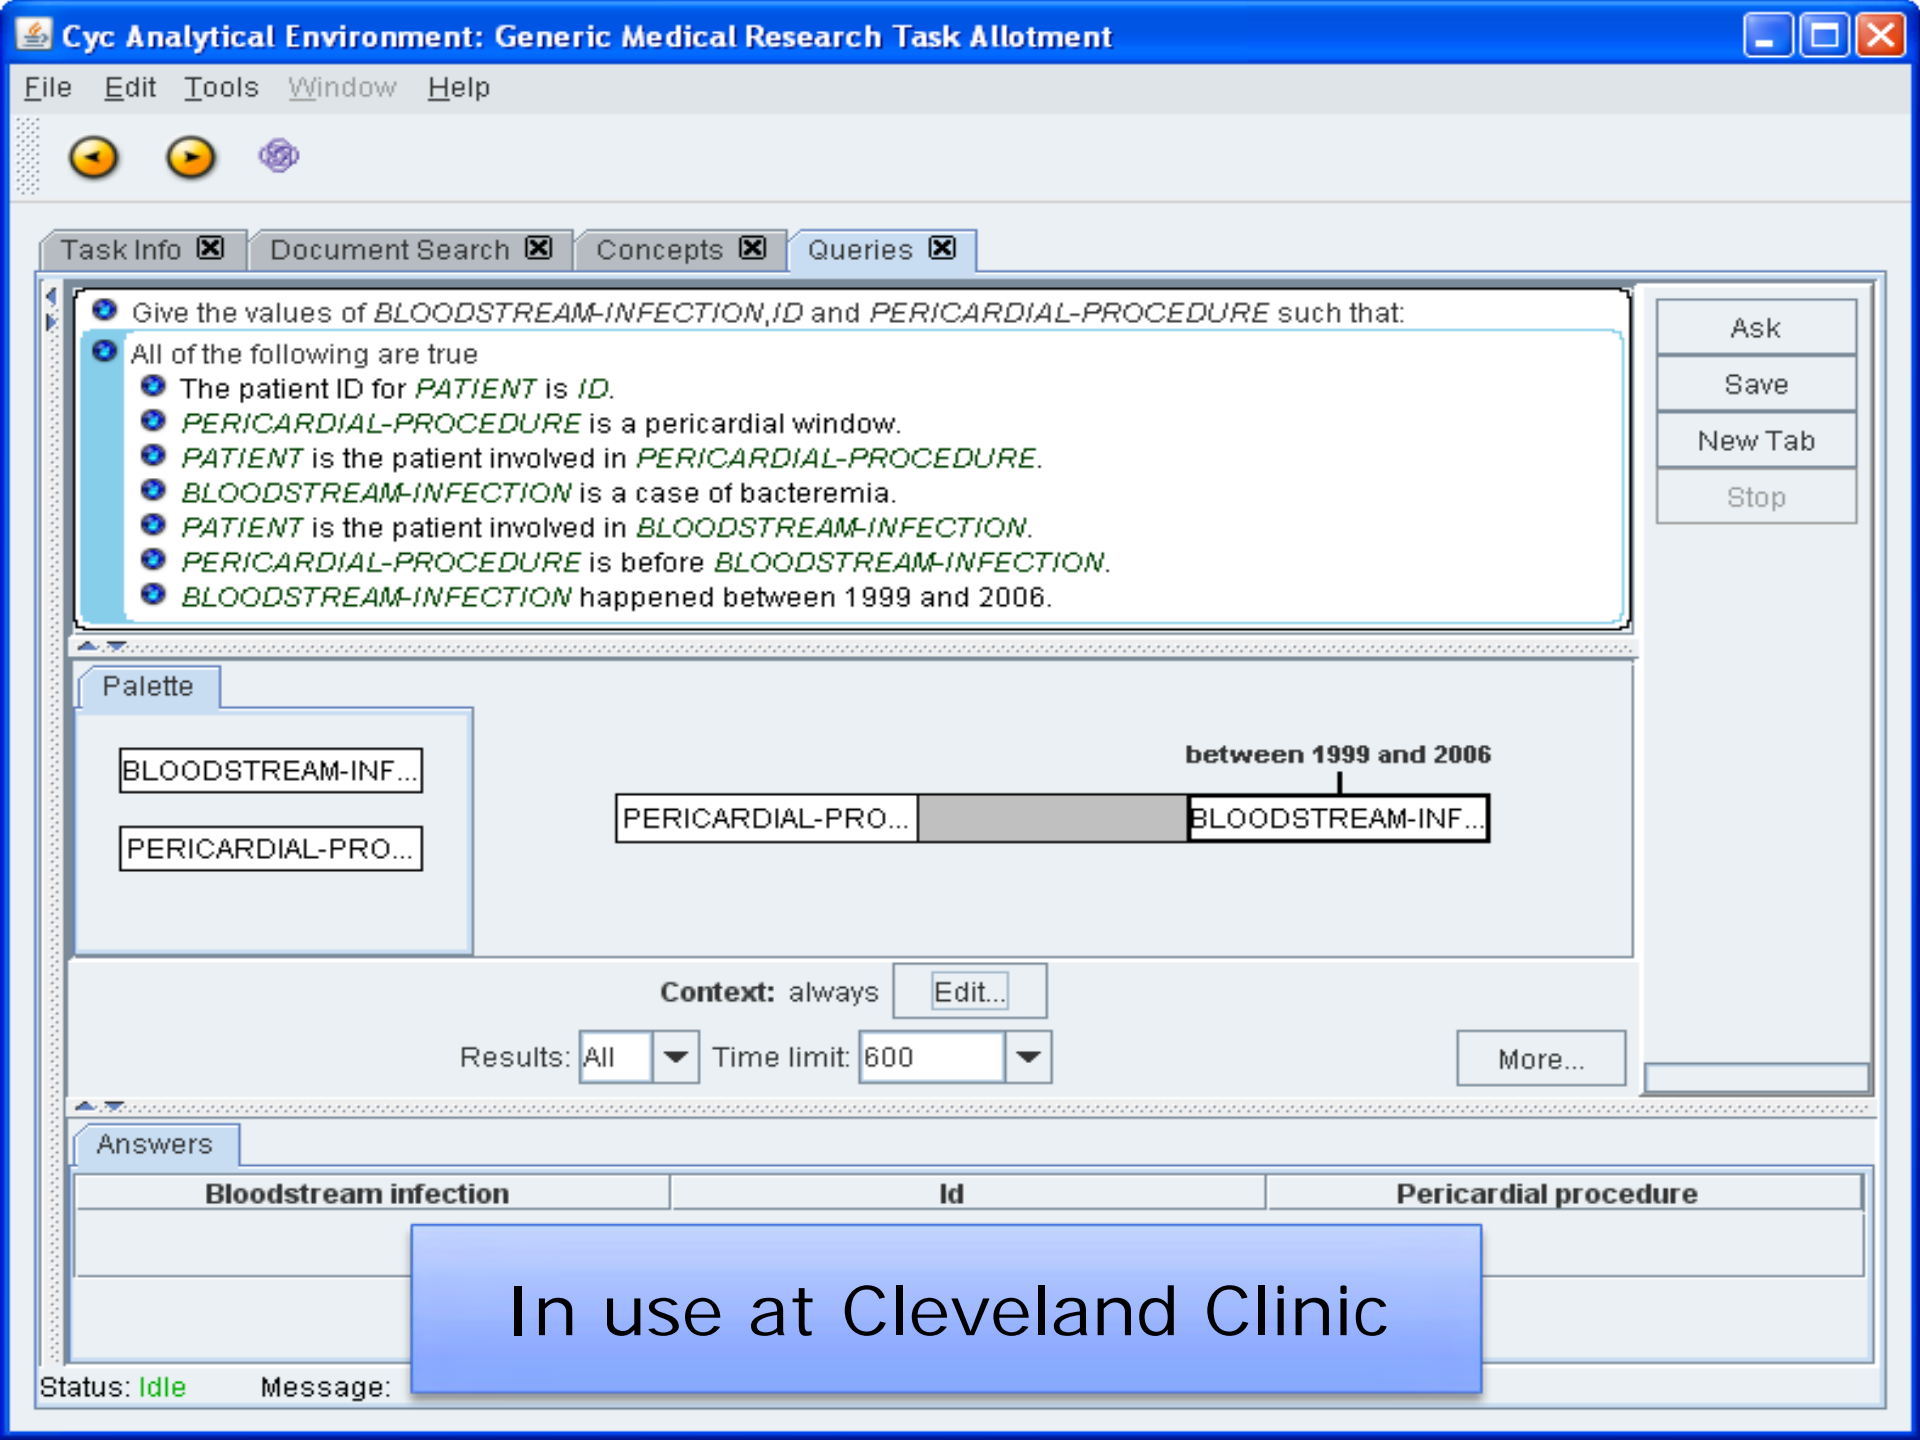 Cyc Analytical Environment: Generic Medical Research Task Allotment
File Edit Tools Window Help
Task Info Document Search Concepts Queries
Give the values of BLOODSTREAM-INFECTION,ID and PERICARDIAL-PROCEDURE such that:
All of the following are true
The patient ID for PATIENT is ID.
PERICARDIAL-PROCEDURE is a pericardial window.
PATIENT is the patient involved in PERICARDIAL-PROCEDURE.
BLOODSTREAM-INFECTION is a case of bacteremia.
PATIENT is the patient involved in BLOODSTREAM-INFECTION.
PERICARDIAL-PROCEDURE is before BLOODSTREAM-INFECTION.
BLOODSTREAM-INFECTION happened between 1999 and 2006.
Ask
Save
New Tab
Stop
Palette
BLOODSTREAM-INF...
PERICARDIAL-PRO...
between 1999 and 2006
PERICARDIAL-PRO... BLOODSTREAM-INF...
Context: always Edit...
Results: All Time limit: 600 More...
Answers
Bloodstream infection Id Pericardial procedure
In use at Cleveland Clinic
Status: Idle Message: